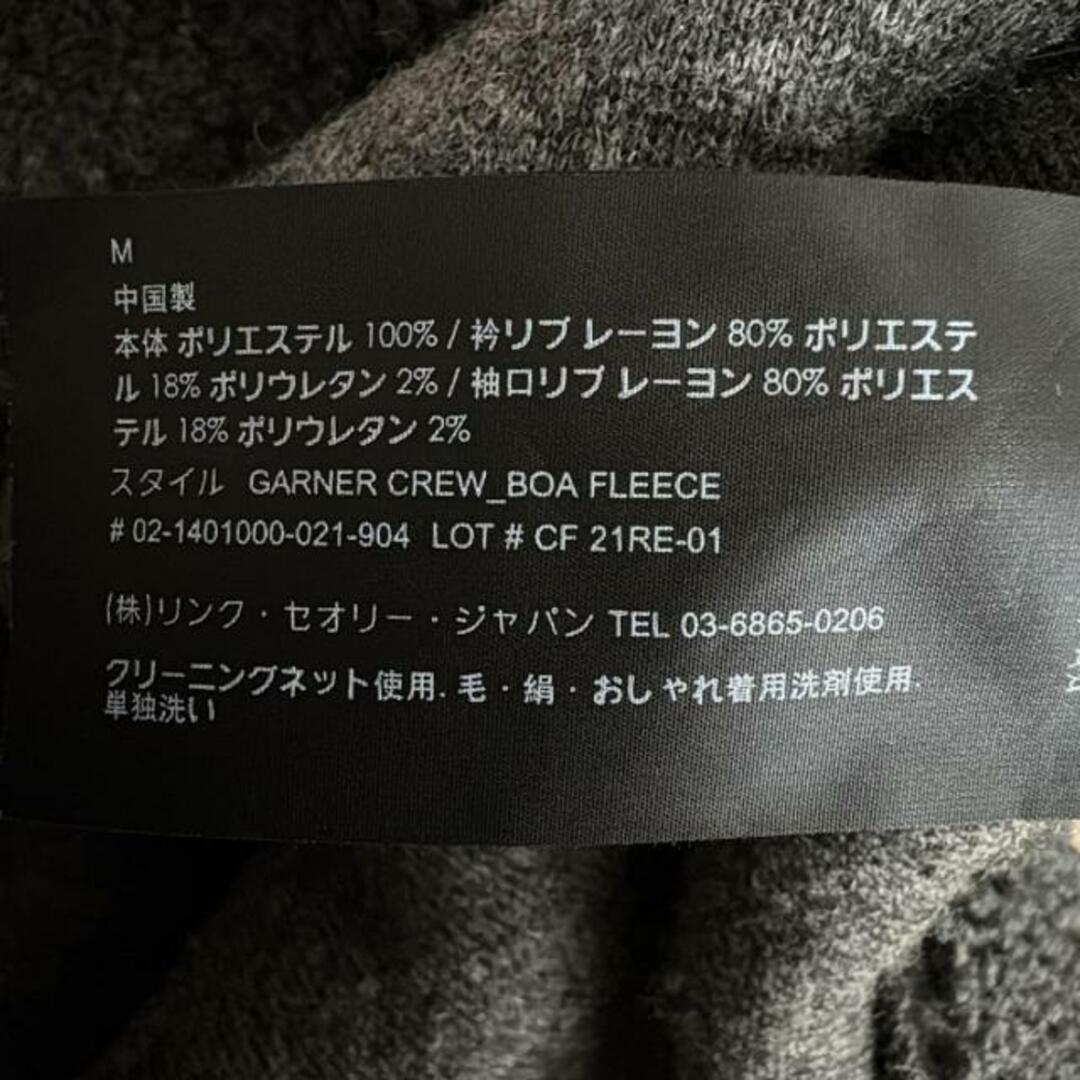 M
中国製
本体 ポリエステル 100% / 衿リブ レーヨン 80% ポリエステ
ル 18% ポリウレタン 2% / 袖口リブ レーヨン 80% ポリエス
テル 18% ポリウレタン 2%
スタイル GARNER CREW_BOA FLEECE
# 02-1401000-021-904 LOT # CF 21RE-01
(株)リンク・セオリー・ジャパン TEL 03-6865-0206
クリーニングネット使用. 毛・絹・おしゃれ着用洗剤使用.
単独洗い